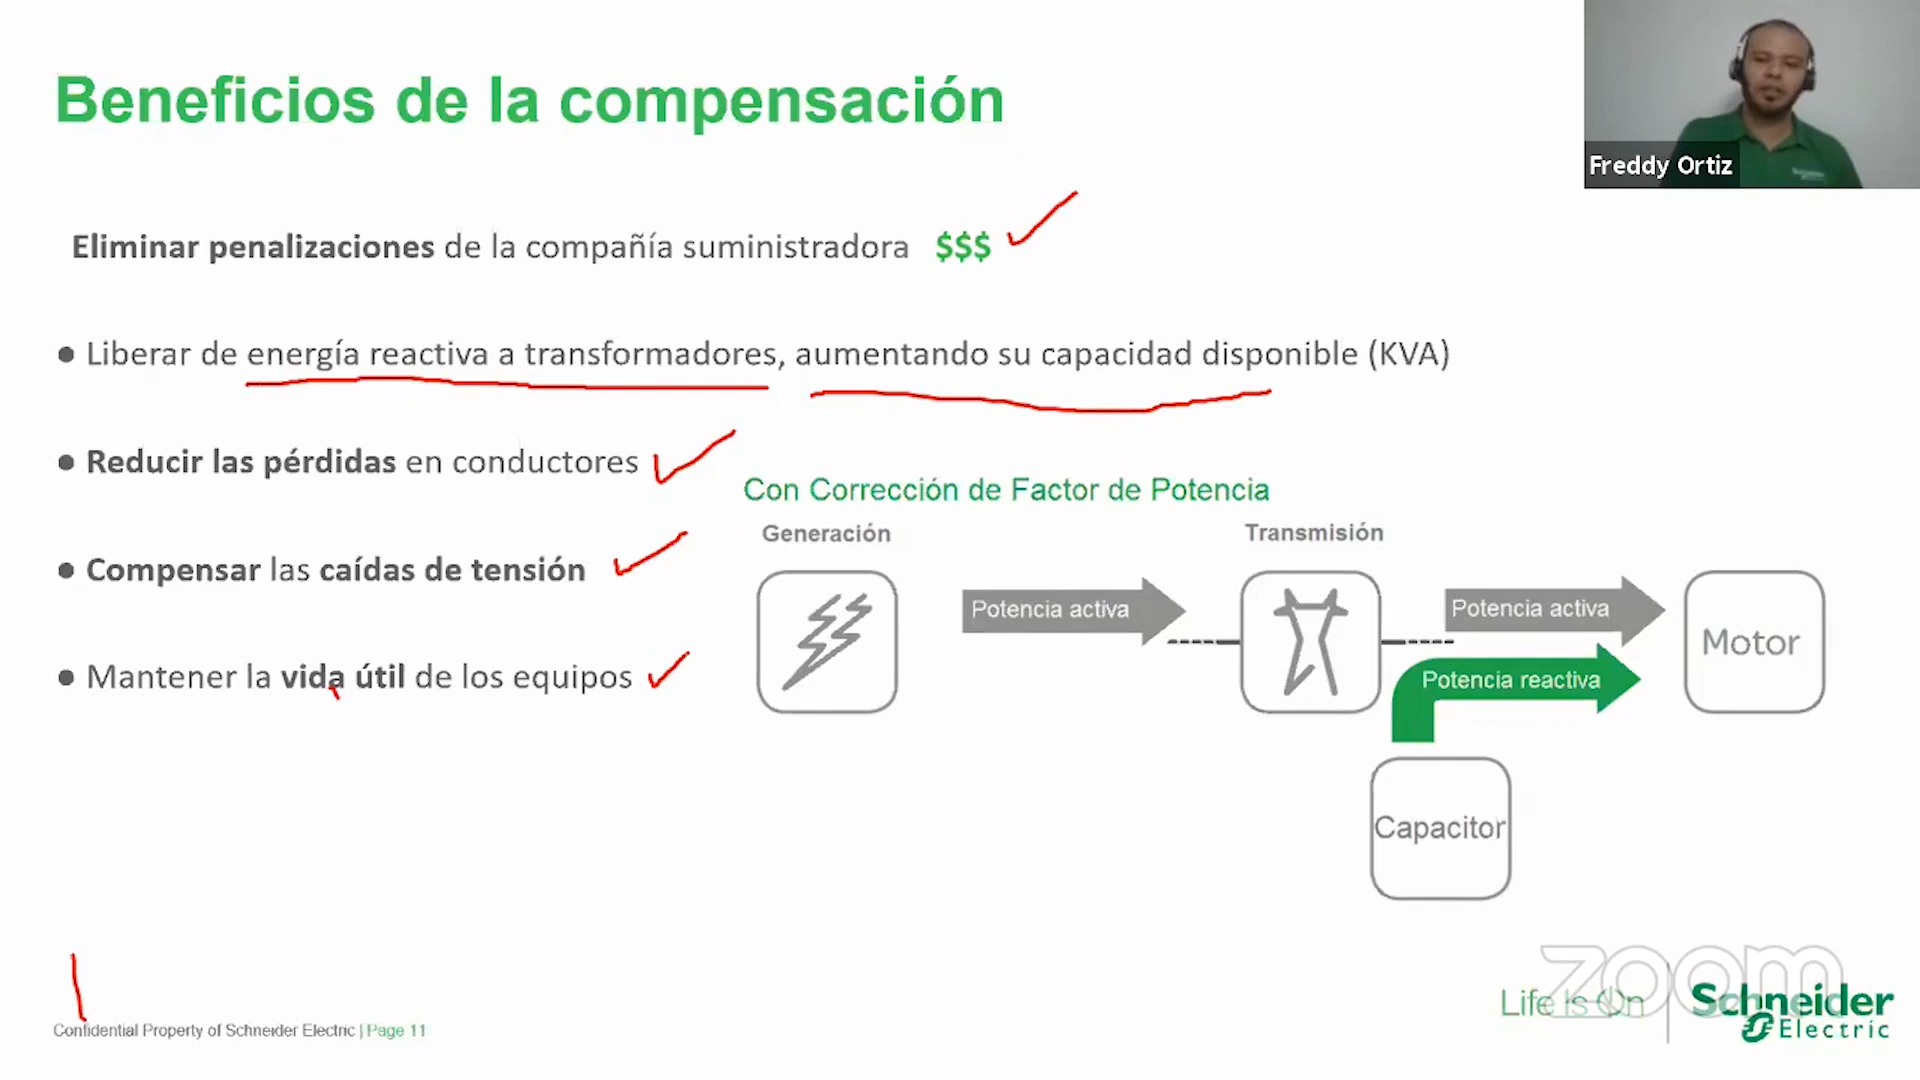 Beneficios de la compensación
Freddy Ortiz
Eliminar penalizaciones de la compañía suministradora $$$
● Liberar de energía reactiva a transformadores, aumentando su capacidad disponible (KVA)
● Reducir las pérdidas en conductores
Con Corrección de Factor de Potencia
● Compensar las caídas de tensión
Generación
Transmisión
Potencia activa
Potencia activa
Motor
Potencia reactiva
● Mantener la vida útil de los equipos
Capacitor
zoom
Life Is On
Schneider
Electric
Confidential Property of Schneider Electric | Page 11